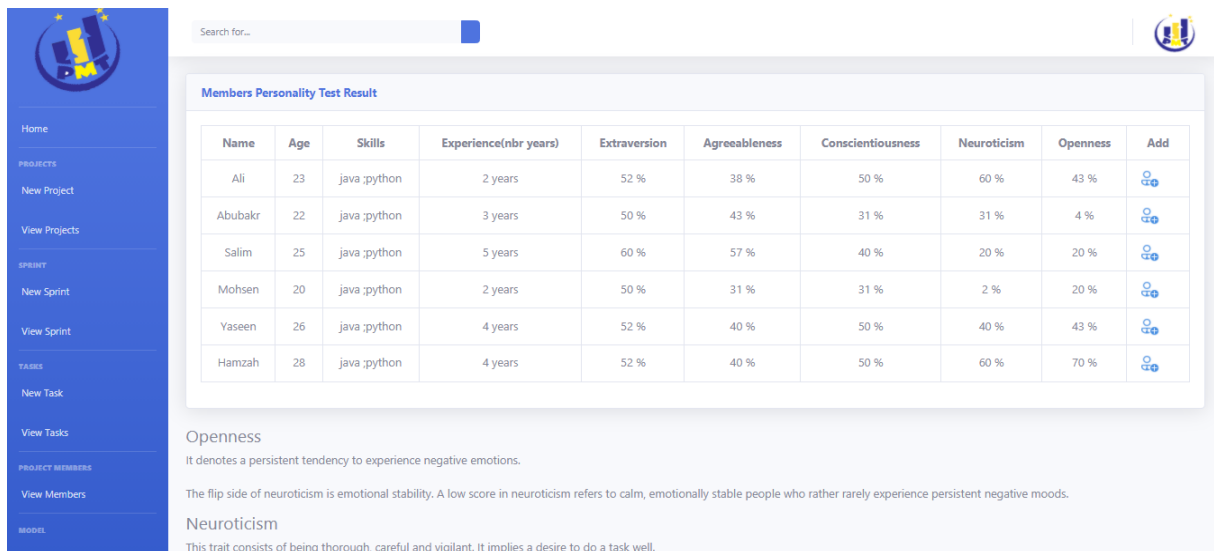 PMT
Search for...
Members Personality Test Result
Home
PROJECTS
New Project
View Projects
SPRINT
New Sprint
View Sprint
TASKS
New Task
View Tasks
PROJECT MEMBERS
View Members
MODEL
Name Age Skills Experience(nbr years) Extraversion Agreeableness Conscientiousness Neuroticism Openness Add
Ali 23 java ;python 2 years 52 % 38 % 50 % 60 % 43 %
Abubakr 22 java ;python 3 years 50 % 43 % 31 % 31 % 4 %
Salim 25 java ;python 5 years 60 % 57 % 40 % 20 % 20 %
Mohsen 20 java ;python 2 years 50 % 31 % 31 % 2 % 20 %
Yaseen 26 java ;python 4 years 52 % 40 % 50 % 40 % 43 %
Hamzah 28 java ;python 4 years 52 % 40 % 50 % 60 % 70 %
Openness
It denotes a persistent tendency to experience negative emotions.
The flip side of neuroticism is emotional stability. A low score in neuroticism refers to calm, emotionally stable people who rather rarely experience persistent negative moods.
Neuroticism
This trait consists of being thorough, careful and vigilant. It implies a desire to do a task well.